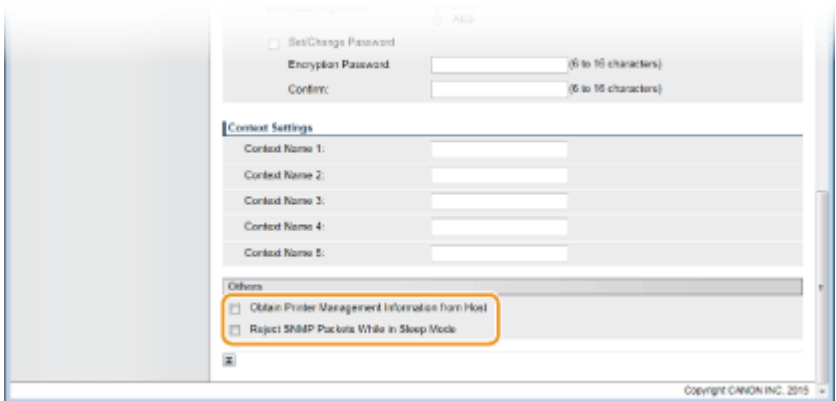 AES
Set/Change Password
Encryption Password (6 to 16 characters)
Confirm: (6 to 16 characters)
Context Settings
Context Name 1:
Context Name 2:
Context Name 3:
Context Name 4:
Context Name 5:
Others
Obtain Printer Management Information from Host
Reject SNMP Packets While in Sleep Mode
Copyright CANON INC. 2015